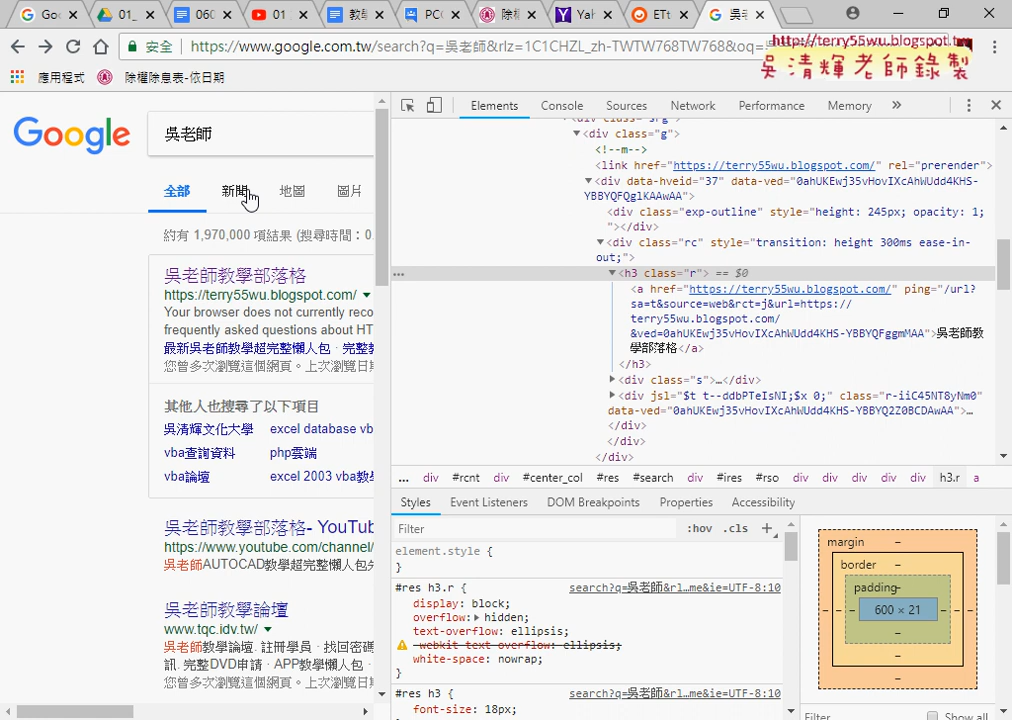 Goo
01_
060
01
教
PCC
除權
Yah
ETt
吳老
安全
https://www.google.com.tw/search?q=吳老師&rlz=1C1CHZL_zh-TWTW768TW768&oq=
http://terry55wu.blogspot.tw
吳清輝老師錄製
應用程式
除權除息表-依日期
Google
吳老師
全部
新聞
地圖
圖片
約有 1,970,000 項結果 (搜尋時間：0
吳老師教學部落格
https://terry55wu.blogspot.com/
Your browser does not currently reco
frequently asked questions about HT
最新吳老師教學超完整懶人包 · 完整
您曾多次瀏覽這個網頁。上次瀏覽日
其他人也搜尋了以下項目
吳清輝文化大學
excel database vb
vba查詢資料
php雲端
vba論壇
excel 2003 vba教
吳老師教學部落格- YouTub
https://www.youtube.com/channel/
吳老師AUTOCAD教學超完整懶人包
吳老師教學論壇
www.tqc.idv.tw/
吳老師教學論壇. 註冊學員 · 找回密碼
訊. 完整DVD申請 · APP教學懶人包
您曾多次瀏覽這個網頁。上次瀏覽日
Elements
Console
Sources
Network
Performance
Memory
<div class="srg">
<div class="g">
<!--m-->
<link href="https://terry55wu.blogspot.com/" rel="prerender">
<div data-hveid="37" data-ved="0ahUKEwj35vHovIXcAhWUdd4KHS-
YBBYQFQglKAAwAA">
<div class="exp-outline" style="height: 245px; opacity: 1;
"></div>
<div class="rc" style="transition: height 300ms ease-in-
out;">
<h3 class="r"> == $0
<a href="https://terry55wu.blogspot.com/" ping="/url?
sa=t&source=web&rct=j&url=https://
terry55wu.blogspot.com/
&ved=0ahUKEwj35vHovIXcAhWUdd4KHS-YBBYQFggmMAA">吳老師教
學部落格</a>
</h3>
<div class="s">…</div>
<div jsl="$t t--ddbPTeIsNI;$x 0;" class="r-iiC45NT8yNm0"
data-ved="0ahUKEwj35vHovIXcAhWUdd4KHS-YBBYQ2Z0BCDAwAA">…
</div>
</div>
</div>
... div #rcnt div #center_col #res #search div #ires #rso div div div div div h3.r a
Styles
Event Listeners
DOM Breakpoints
Properties
Accessibility
Filter
:hov
.cls
+
element.style {
}
#res h3.r {
search?q=吳老師&rl…me&ie=UTF-8:10
display: block;
overflow: hidden;
text-overflow: ellipsis;
-webkit-text-overflow: ellipsis;
white-space: nowrap;
}
#res h3 {
search?q=吳老師&rl…me&ie=UTF-8:10
font-size: 18px;
margin
–
border
–
padding
–
600 × 21
–
–
–
Filter
Show all